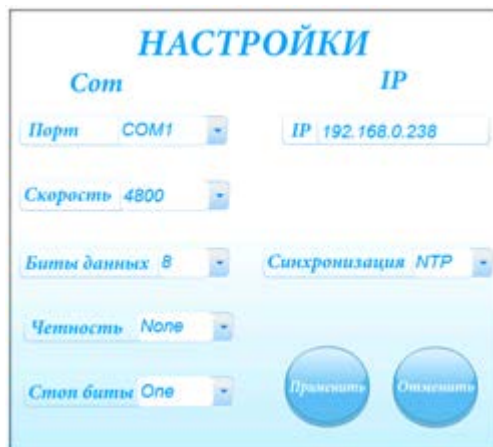 НАСТРОЙКИ
Com IP
Порт COM1 IP 192.168.0.238
Скорость 4800
Биты данных 8 Синхронизация NTP
Четность None
Стоп биты One Применить Отменить